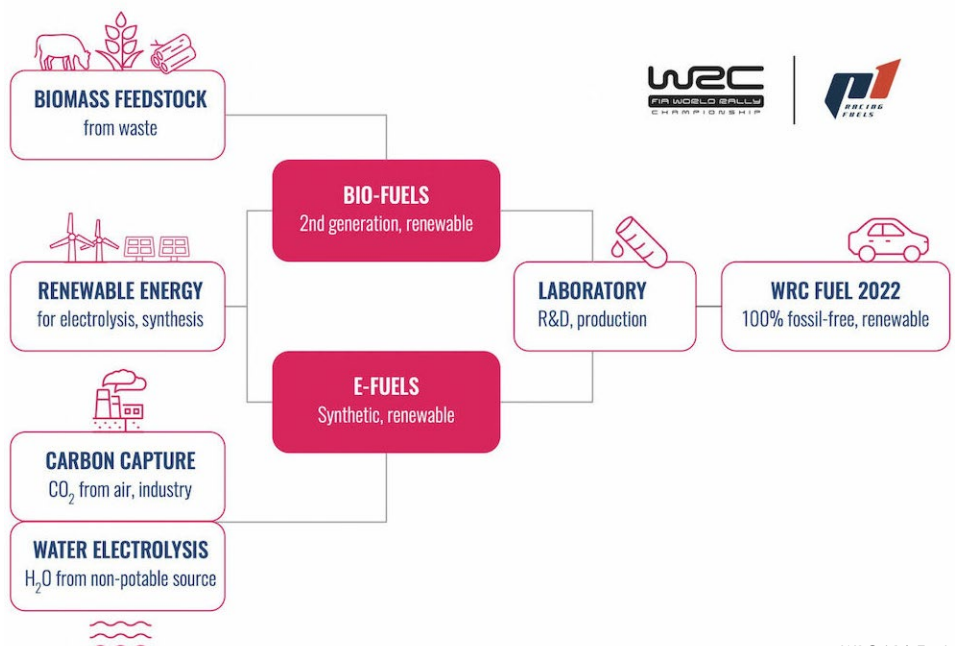 BIOMASS FEEDSTOCK
from waste
WRC
FIA WORLD RALLY
CHAMPIONSHIP
P1
RACING
FUELS
BIO-FUELS
2nd generation, renewable
RENEWABLE ENERGY
for electrolysis, synthesis
LABORATORY
R&D, production
WRC FUEL 2022
100% fossil-free, renewable
E-FUELS
Synthetic, renewable
CARBON CAPTURE
CO₂ from air, industry
WATER ELECTROLYSIS
H₂O from non-potable source